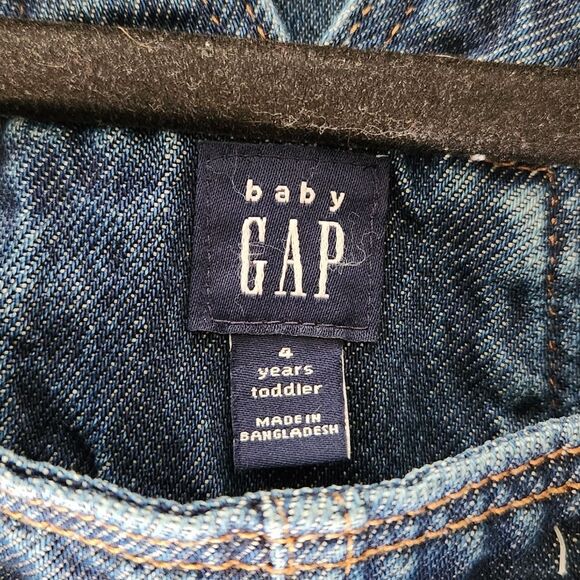 baby
GAP
4
years
toddler
MADE IN
BANGLADESH